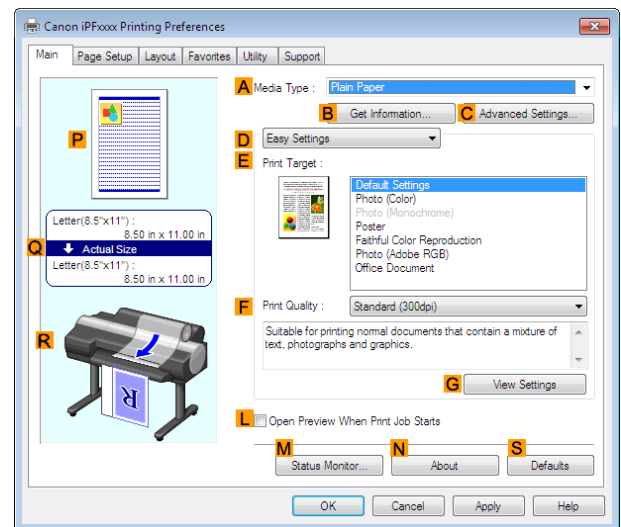 Canon iPFxxxx Printing Preferences
Main Page Setup Layout Favorites Utility Support
P
Letter(8.5"x11") :
8.50 in x 11.00 in
Q Actual Size
Letter(8.5"x11") :
8.50 in x 11.00 in
R
R
A Media Type : Plain Paper
B Get Information... C Advanced Settings...
D Easy Settings
E Print Target :
Default Settings
Photo (Color)
Photo (Monochrome)
Poster
Faithful Color Reproduction
Photo (Adobe RGB)
Office Document
F Print Quality : Standard (300dpi)
Suitable for printing normal documents that contain a mixture of
text, photographs and graphics.
G View Settings
L Open Preview When Print Job Starts
M Status Monitor... N About S Defaults
OK Cancel Apply Help